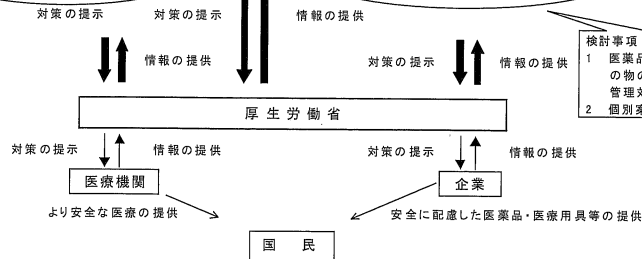 対策の提示 対策の提示 情報の提供
情報の提供 対策の提示 情報の提供
検討事項
1 医薬品
の物の
管理対
2 個別案
厚生労働省
対策の提示 情報の提供 対策の提示 情報の提供
医療機関 企業
より安全な医療の提供 安全に配慮した医薬品・医療用具等の提供
国 民